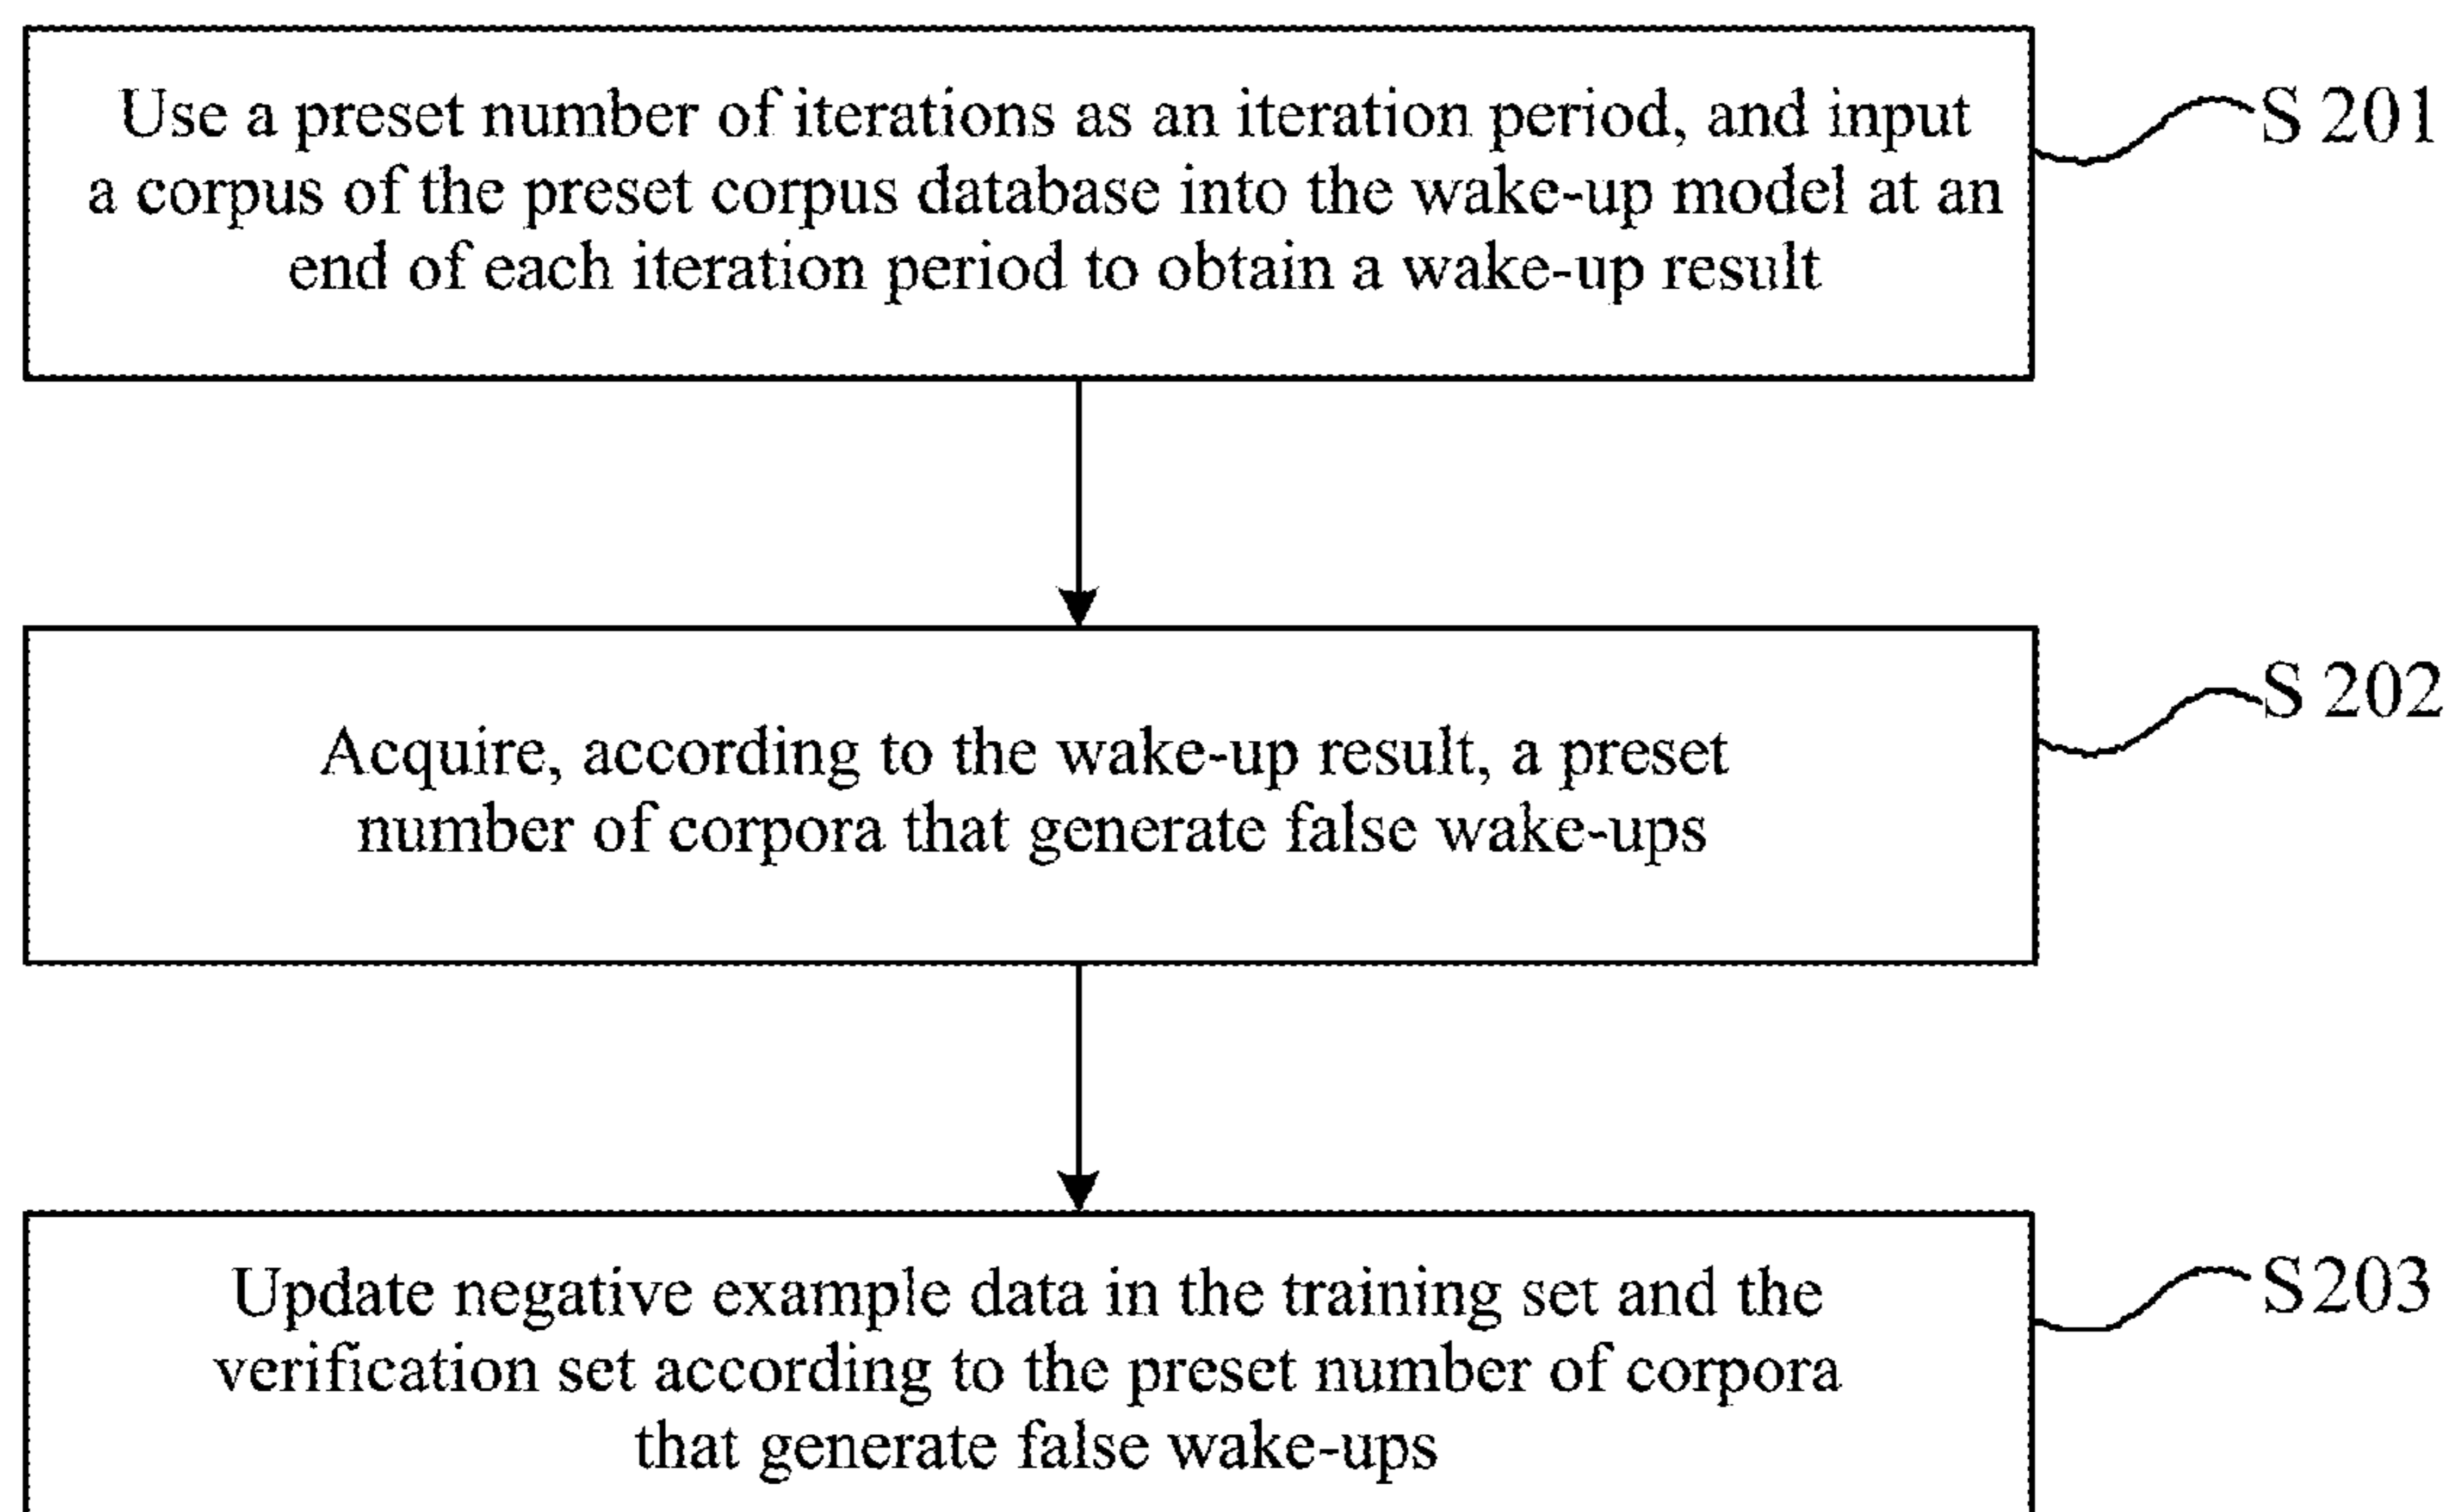 Use a preset number of iterations as an iteration period, and input
a corpus of the preset corpus database into the wake-up model at an
end of each iteration period to obtain a wake-up result
S 201
Acquire, according to the wake-up result, a preset
number of corpora that generate false wake-ups
S 202
Update negative example data in the training set and the
verification set according to the preset number of corpora
that generate false wake-ups
S203